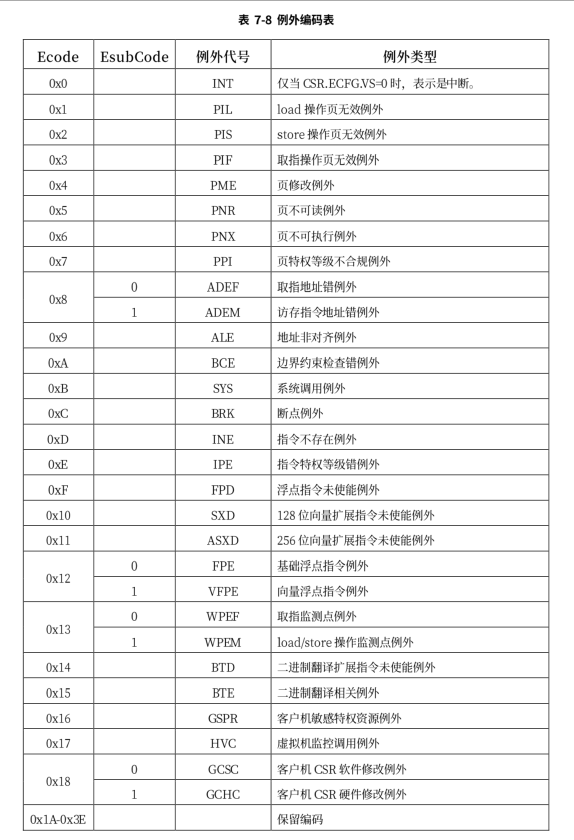 表 7-8 例外编码表
Ecode EsubCode 例外代号 例外类型
0x0 INT 仅当 CSR.ECFG.VS=0 时，表示是中断。
0x1 PIL load 操作页无效例外
0x2 PIS store 操作页无效例外
0x3 PIF 取指操作页无效例外
0x4 PME 页修改例外
0x5 PNR 页不可读例外
0x6 PNX 页不可执行例外
0x7 PPI 页特权等级不合规例外
0x8 0 ADEF 取指地址错例外
1 ADEM 访存指令地址错例外
0x9 ALE 地址非对齐例外
0xA BCE 边界约束检查错例外
0xB SYS 系统调用例外
0xC BRK 断点例外
0xD INE 指令不存在例外
0xE IPE 指令特权等级错例外
0xF FPD 浮点指令未使能例外
0x10 SXD 128 位向量扩展指令未使能例外
0x11 ASXD 256 位向量扩展指令未使能例外
0x12 0 FPE 基础浮点指令例外
1 VFPE 向量浮点指令例外
0x13 0 WPEF 取指监测点例外
1 WPEM load/store 操作监测点例外
0x14 BTD 二进制翻译扩展指令未使能例外
0x15 BTE 二进制翻译相关例外
0x16 GSPR 客户机敏感特权资源例外
0x17 HVC 虚拟机监控调用例外
0x18 0 GCSC 客户机 CSR 软件修改例外
1 GCHC 客户机 CSR 硬件修改例外
0x1A-0x3E 保留编码